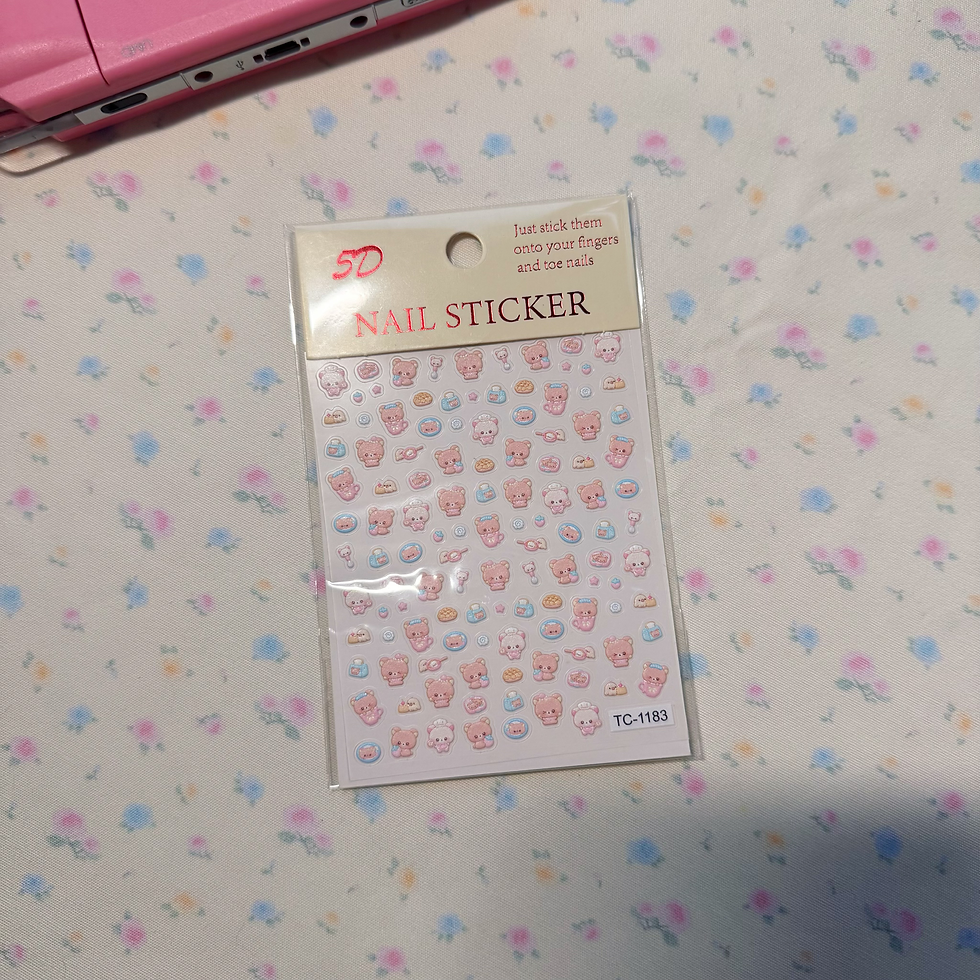 5D
Just stick them
onto your fingers
and toe nails
NAIL STICKER
TC-1183